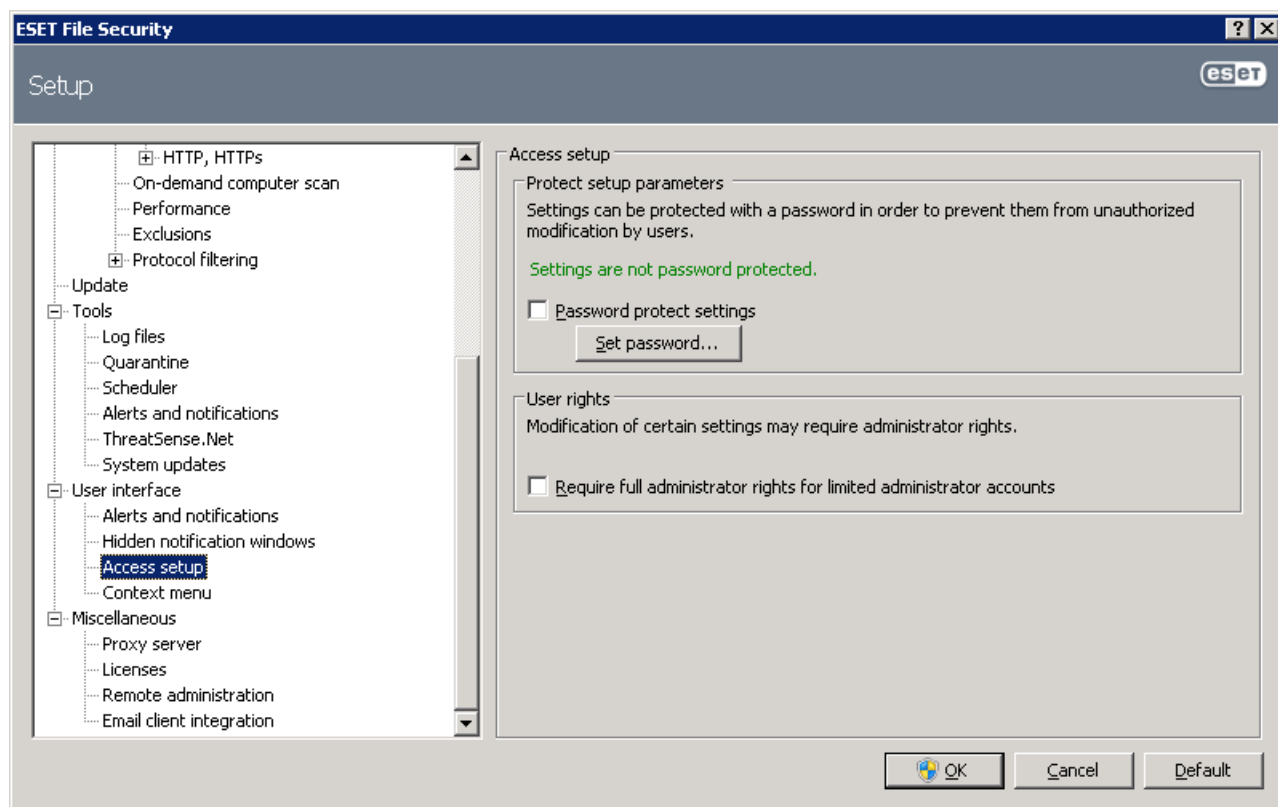 ESET File Security
Setup
eset
HTTP, HTTPs
On-demand computer scan
Performance
Exclusions
Protocol filtering
Update
Tools
Log files
Quarantine
Scheduler
Alerts and notifications
ThreatSense.Net
System updates
User interface
Alerts and notifications
Hidden notification windows
Access setup
Context menu
Miscellaneous
Proxy server
Licenses
Remote administration
Email client integration
Access setup
Protect setup parameters
Settings can be protected with a password in order to prevent them from unauthorized
modification by users.
Settings are not password protected.
Password protect settings
Set password...
User rights
Modification of certain settings may require administrator rights.
Require full administrator rights for limited administrator accounts
OK
Cancel
Default